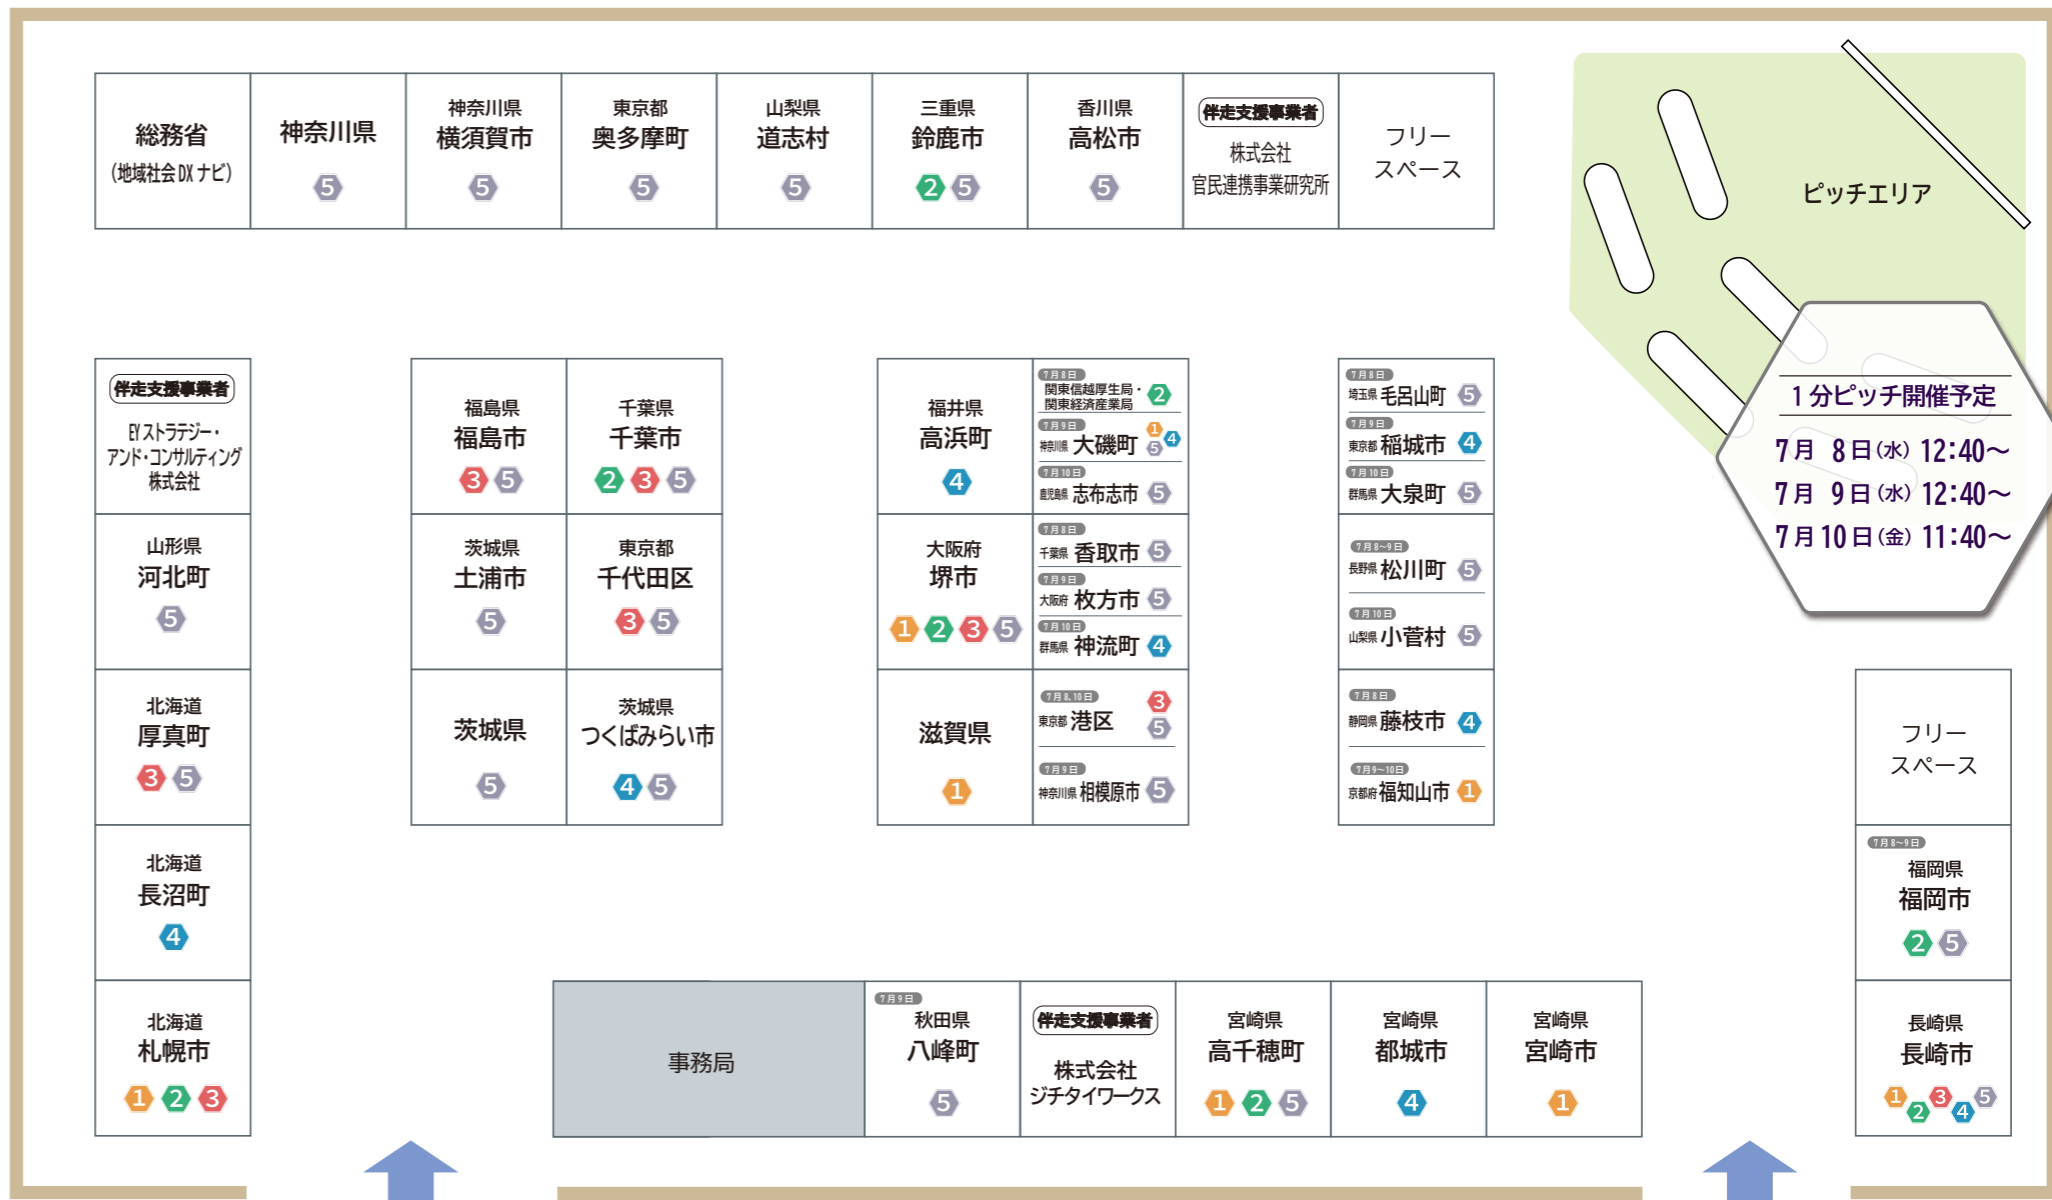 総務省
（地域社会DXナビ）
神奈川県
5
神奈川県
横須賀市
5
東京都
奥多摩町
5
山梨県
道志村
5
三重県
鈴鹿市
2 5
香川県
高松市
5
伴走支援事業者
株式会社
官民連携事業研究所
フリー
スペース
ピッチエリア
1分ピッチ開催予定
7月 8日(水) 12:40〜
7月 9日(水) 12:40〜
7月10日(金) 11:40〜
伴走支援事業者
EYストラテジー・
アンド・コンサルティング
株式会社
山形県
河北町
5
北海道
厚真町
3 5
北海道
長沼町
4
北海道
札幌市
1 2 3
福島県
福島市
3 5
千葉県
千葉市
2 3 5
茨城県
土浦市
5
東京都
千代田区
3 5
茨城県
5
茨城県
つくばみらい市
4 5
福井県
高浜町
4
7月8日
関東信越厚生局・
関東経済産業局 2
7月9日
神奈川県 大磯町 1 4 5
7月10日
鹿児島県 志布志市 5
大阪府
堺市
1 2 3 5
7月8日
千葉県 香取市 5
7月9日
大阪府 枚方市 5
7月10日
群馬県 神流町 4
滋賀県
1
7月8、10日
東京都 港区 3 5
7月9日
神奈川県 相模原市 5
7月8日
埼玉県 毛呂山町 5
7月9日
東京都 稲城市 4
7月10日
群馬県 大泉町 5
7月8~9日
長野県 松川町 5
7月10日
山梨県 小菅村 5
7月8日
静岡県 藤枝市 4
7月9~10日
京都府 福知山市 1
フリー
スペース
7月8~9日
福岡県
福岡市
2 5
長崎県
長崎市
1 2 3 4 5
事務局
7月9日
秋田県
八峰町
5
伴走支援事業者
株式会社
ジチタイワークス
宮崎県
高千穂町
1 2 5
宮崎県
都城市
4
宮崎県
宮崎市
1